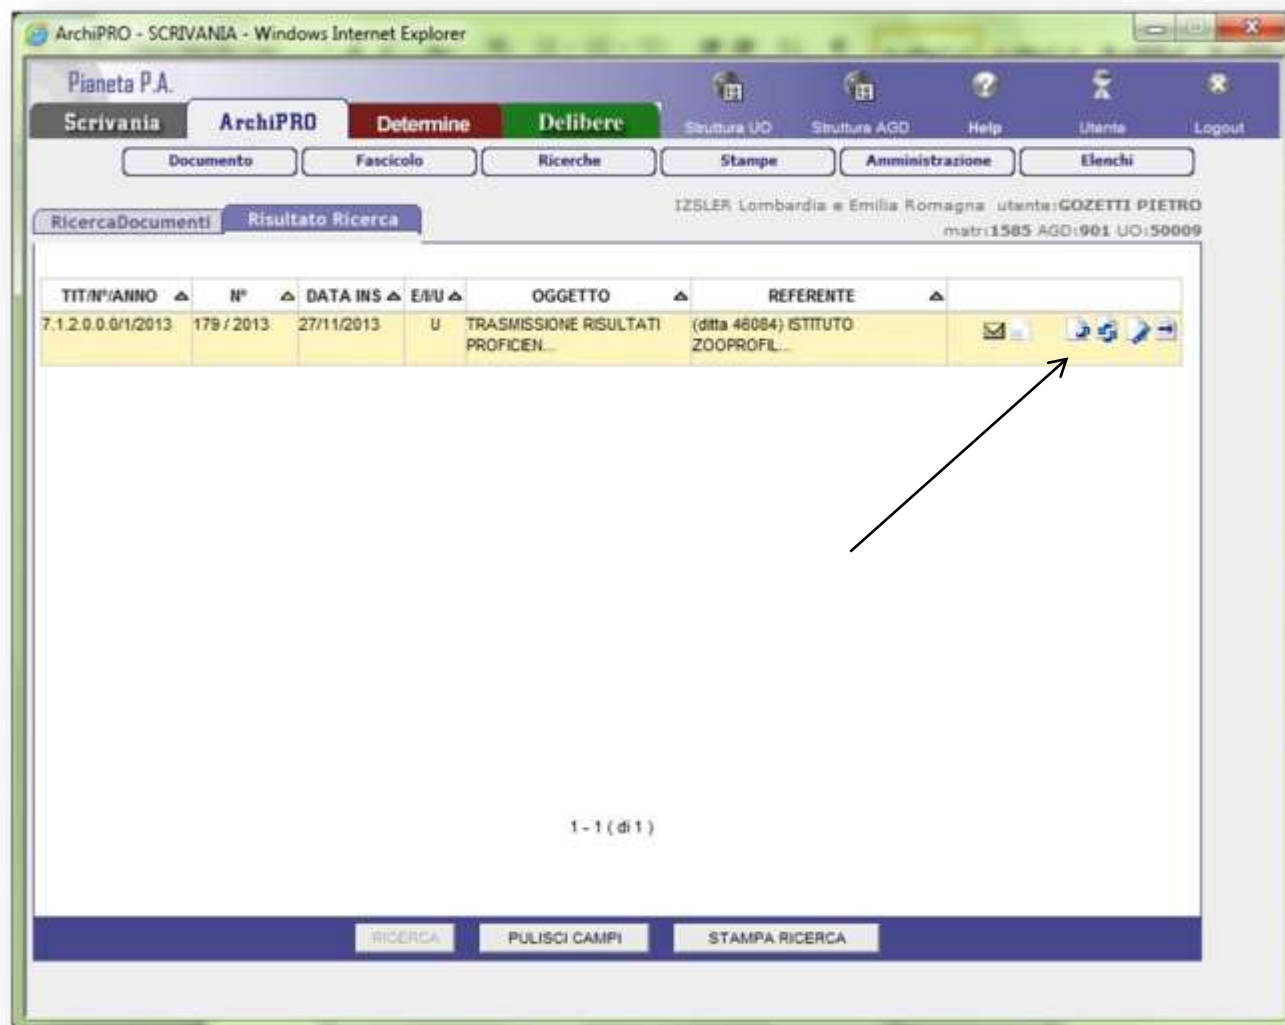 ArchiPRO - SCRIVANIA - Windows Internet Explorer
Pianeta P.A.
Scrivania ArchiPRO Determine Delibere Struttura UO Struttura AGD Help Utente Logout
Documento Fascicolo Ricerche Stampe Amministrazione Elenchi
IZSLER Lombardia e Emilia Romagna utente:GOZETTI PIETRO
RicercaDocumenti Risultato Ricerca
matr:1585 AGD:901 UO:50009
TIT/N°/ANNO N° DATA INS E/I/U OGGETTO REFERENTE
7.1.2.0.0.0/1/2013 179 / 2013 27/11/2013 U TRASMISSIONE RISULTATI (ditta 46084) ISTITUTO
PROFICIEN... ZOOPROFIL...
1 - 1 ( di 1 )
RICERCA PULISCI CAMPI STAMPA RICERCA